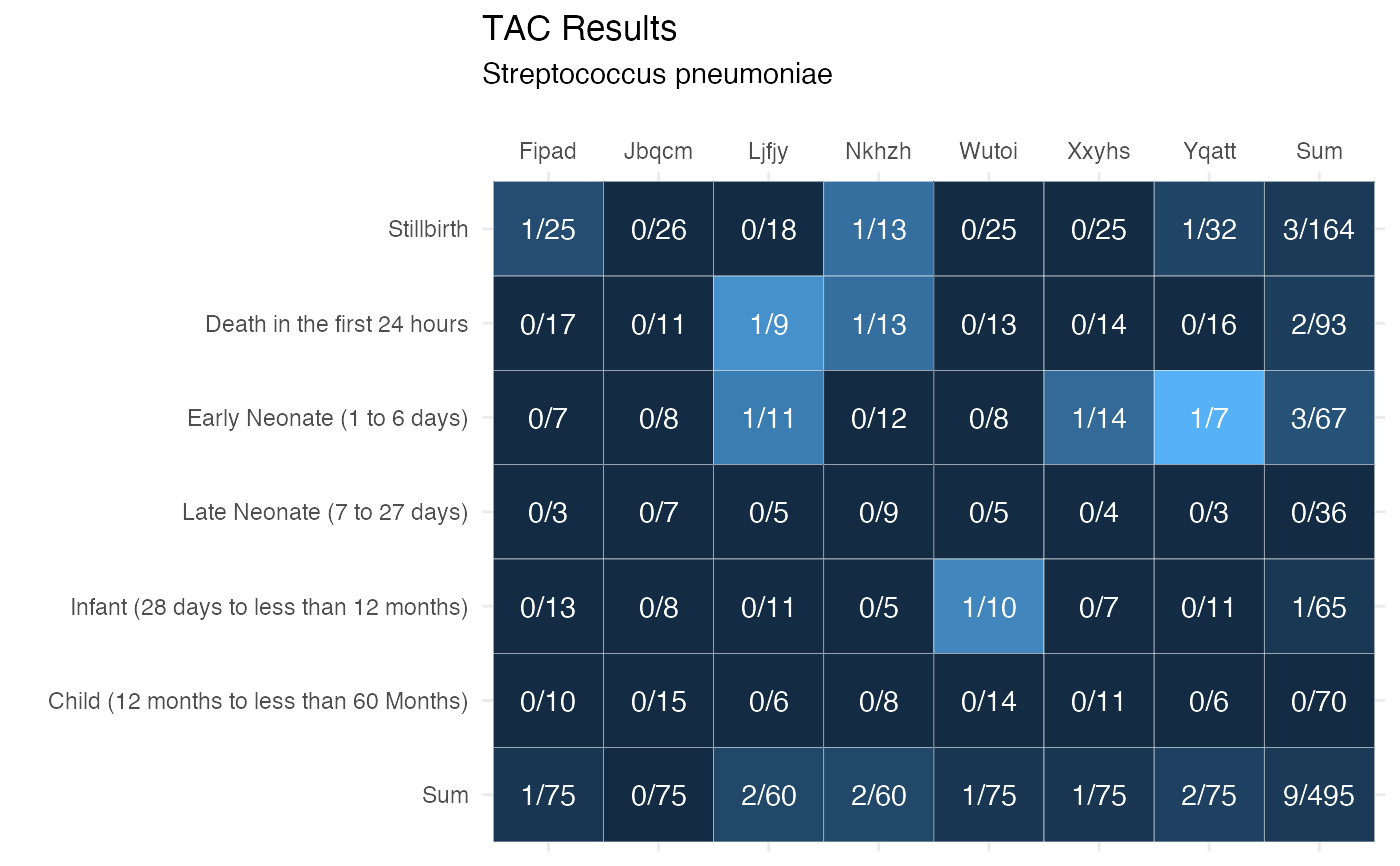 TAC Results
Streptococcus pneumoniae
Fipad Jbqcm Ljfjy Nkhzh Wutoi Xxyhs Yqatt Sum
Stillbirth 1/25 0/26 0/18 1/13 0/25 0/25 1/32 3/164
Death in the first 24 hours 0/17 0/11 1/9 1/13 0/13 0/14 0/16 2/93
Early Neonate (1 to 6 days) 0/7 0/8 1/11 0/12 0/8 1/14 1/7 3/67
Late Neonate (7 to 27 days) 0/3 0/7 0/5 0/9 0/5 0/4 0/3 0/36
Infant (28 days to less than 12 months) 0/13 0/8 0/11 0/5 1/10 0/7 0/11 1/65
Child (12 months to less than 60 Months) 0/10 0/15 0/6 0/8 0/14 0/11 0/6 0/70
Sum 1/75 0/75 2/60 2/60 1/75 1/75 2/75 9/495